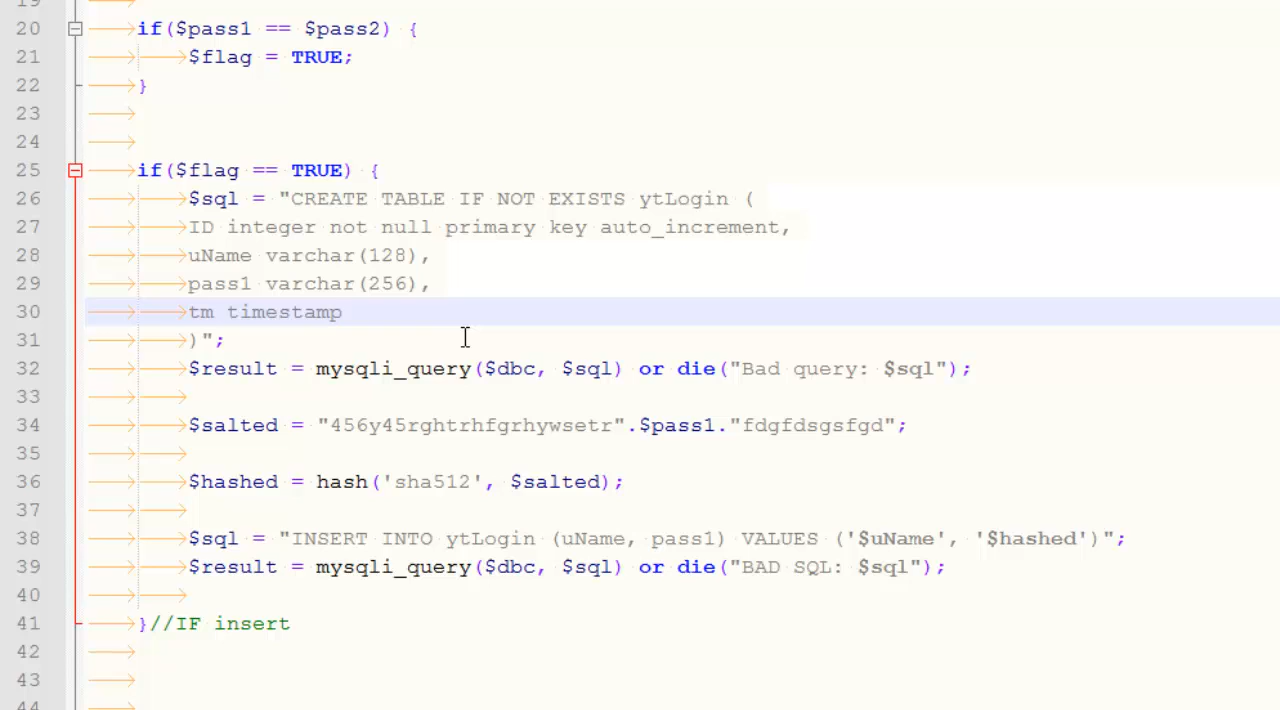 19
20 if($pass1 == $pass2) {
21 $flag = TRUE;
22 }
23
24
25 if($flag == TRUE) {
26 $sql = "CREATE TABLE IF NOT EXISTS ytLogin (
27 ID integer not null primary key auto_increment,
28 uName varchar(128),
29 pass1 varchar(256),
30 tm timestamp
31 )";
32 $result = mysqli_query($dbc, $sql) or die("Bad query: $sql");
33
34 $salted = "456y45rghtrhfgrhywsetr".$pass1."fdgfdsgsfgd";
35
36 $hashed = hash('sha512', $salted);
37
38 $sql = "INSERT INTO ytLogin (uName, pass1) VALUES ('$uName', '$hashed')";
39 $result = mysqli_query($dbc, $sql) or die("BAD SQL: $sql");
40
41 }//IF insert
42
43
44